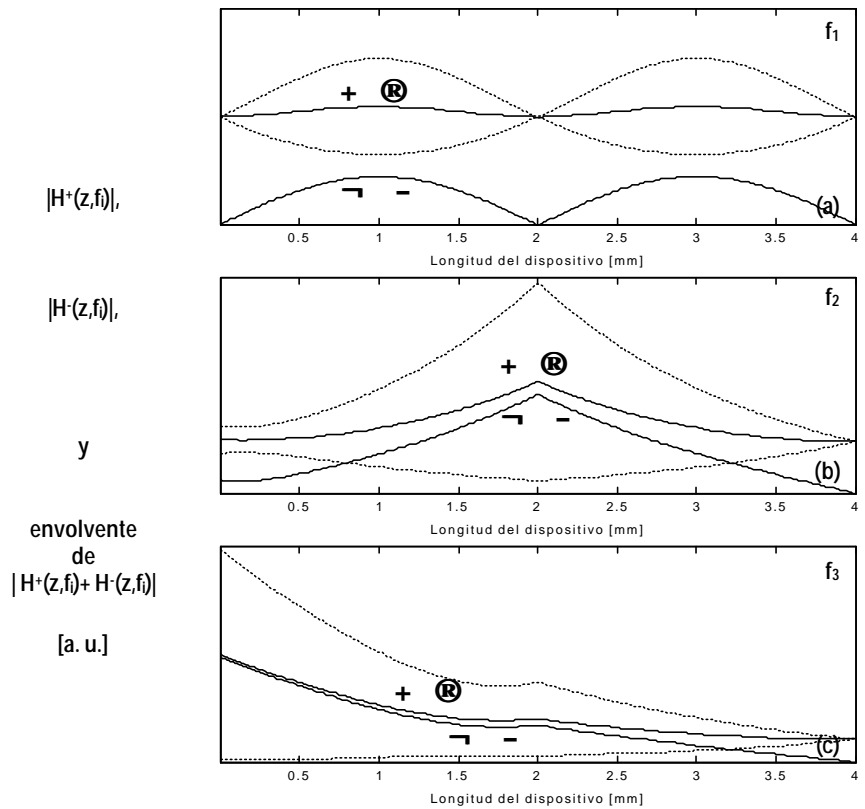 f₁
+ ®
|H⁺(z,fᵢ)|,
¬ -
(a)
0.5 1 1.5 2 2.5 3 3.5 4
Longitud del dispositivo [mm]
f₂
|H⁻(z,fᵢ)|,
+ ®
¬ -
y
(b)
0.5 1 1.5 2 2.5 3 3.5 4
Longitud del dispositivo [mm]
envolvente
de
| H⁺(z,fᵢ)+ H⁻(z,fᵢ)|
[a. u.]
f₃
+ ®
¬ -
(c)
0.5 1 1.5 2 2.5 3 3.5 4
Longitud del dispositivo [mm]